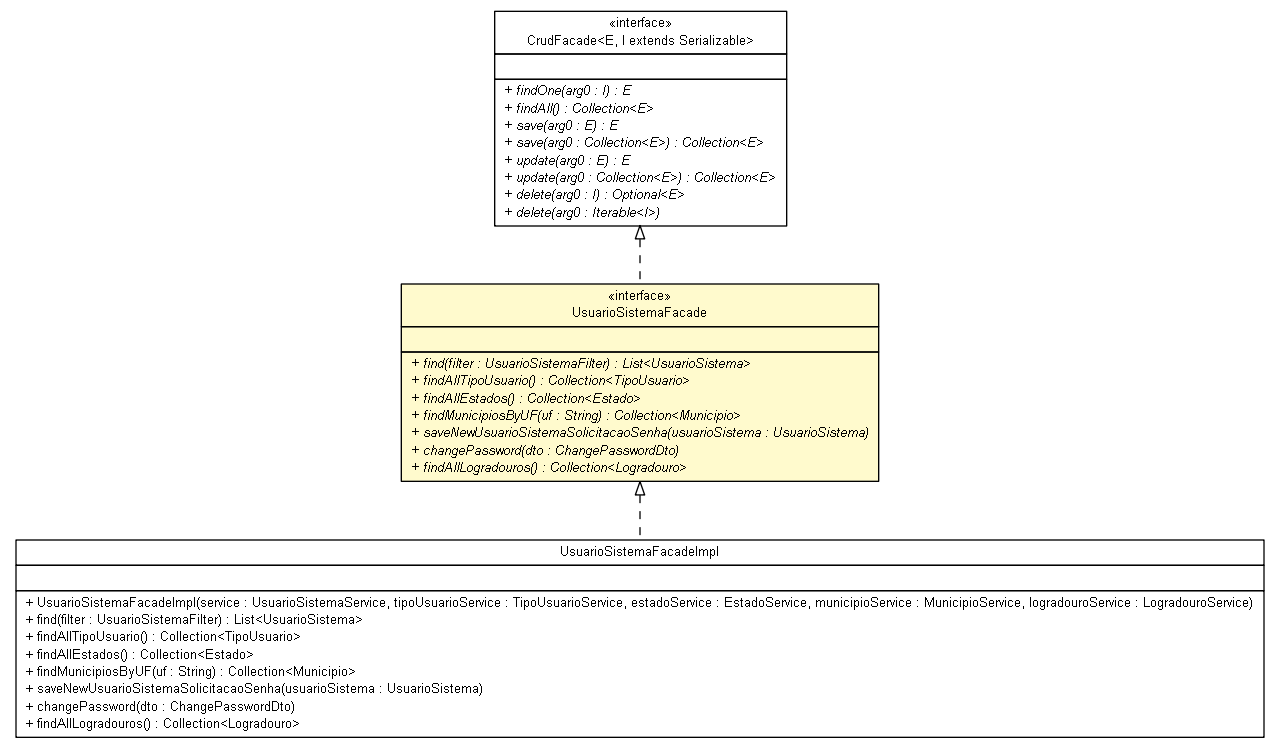 «interface»
CrudFacade<E, I extends Serializable>
+ findOne(arg0 : I) : E
+ findAll() : Collection<E>
+ save(arg0 : E) : E
+ save(arg0 : Collection<E>) : Collection<E>
+ update(arg0 : E) : E
+ update(arg0 : Collection<E>) : Collection<E>
+ delete(arg0 : I) : Optional<E>
+ delete(arg0 : Iterable<I>)
«interface»
UsuarioSistemaFacade
+ find(filter : UsuarioSistemaFilter) : List<UsuarioSistema>
+ findAllTipoUsuario() : Collection<TipoUsuario>
+ findAllEstados() : Collection<Estado>
+ findMunicipiosByUF(uf : String) : Collection<Municipio>
+ saveNewUsuarioSistemaSolicitacaoSenha(usuarioSistema : UsuarioSistema)
+ changePassword(dto : ChangePasswordDto)
+ findAllLogradouros() : Collection<Logradouro>
UsuarioSistemaFacadeImpl
+ UsuarioSistemaFacadeImpl(service : UsuarioSistemaService, tipoUsuarioService : TipoUsuarioService, estadoService : EstadoService, municipioService : MunicipioService, logradouroService : LogradouroService)
+ find(filter : UsuarioSistemaFilter) : List<UsuarioSistema>
+ findAllTipoUsuario() : Collection<TipoUsuario>
+ findAllEstados() : Collection<Estado>
+ findMunicipiosByUF(uf : String) : Collection<Municipio>
+ saveNewUsuarioSistemaSolicitacaoSenha(usuarioSistema : UsuarioSistema)
+ changePassword(dto : ChangePasswordDto)
+ findAllLogradouros() : Collection<Logradouro>